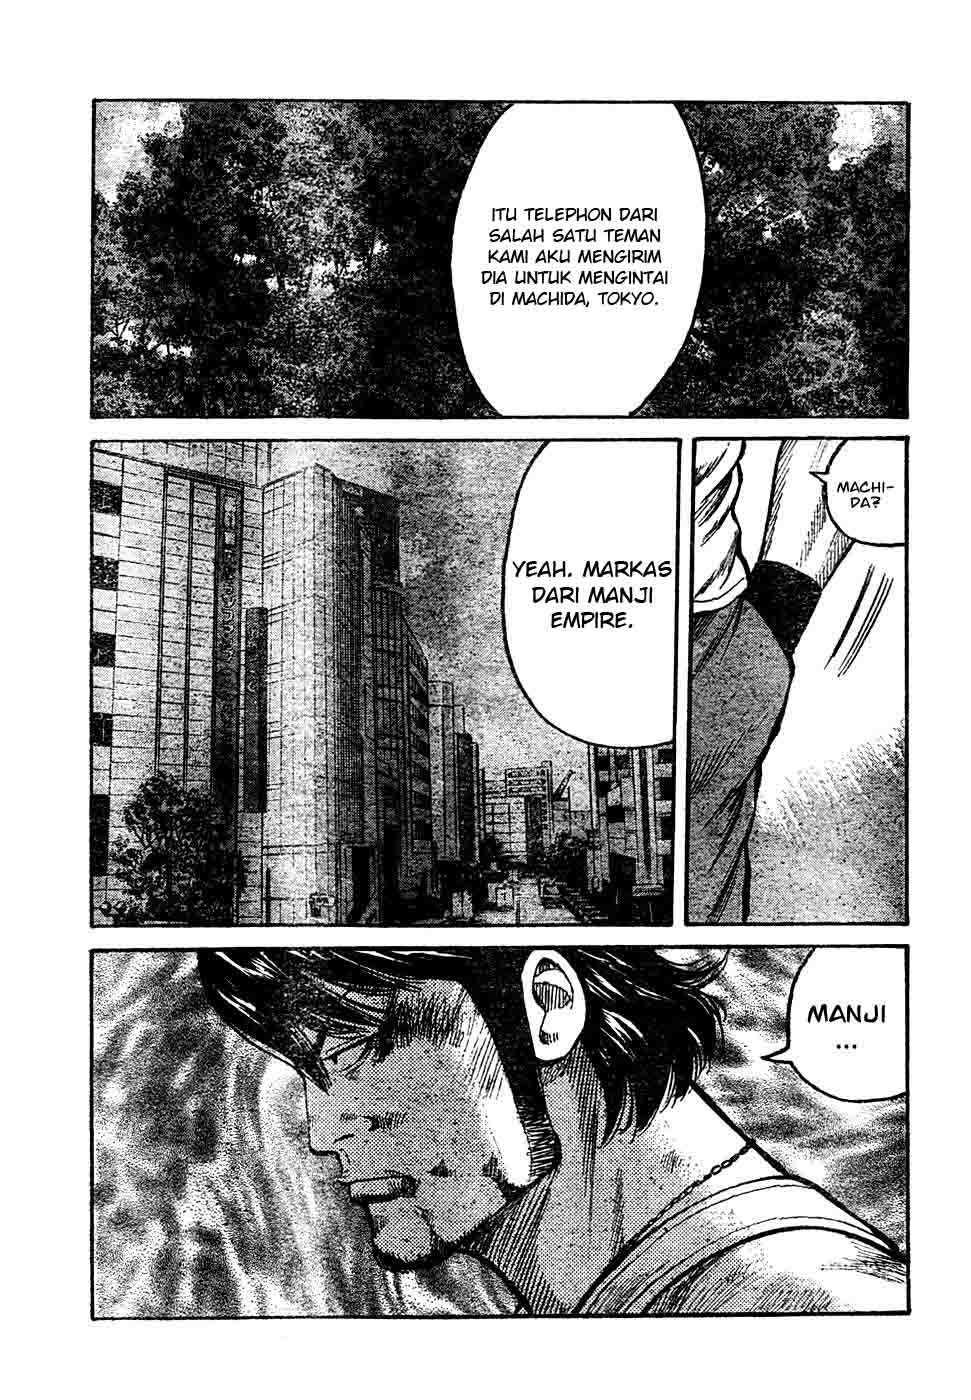 ITU TELEPHON DARI
SALAH SATU TEMAN
KAMI AKU MENGIRIM
DIA UNTUK MENGINTAI
DI MACHIDA, TOKYO.
MACHI-
DA?
YEAH. MARKAS
DARI MANJI
EMPIRE.
MANJI
...